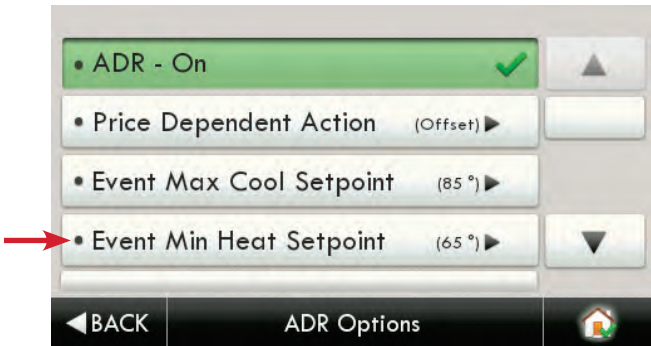 • ADR - On
• Price Dependent Action (Offset)
• Event Max Cool Setpoint (85 °)
• Event Min Heat Setpoint (65 °)
BACK ADR Options